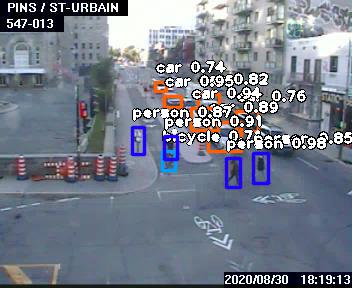 PINS / ST-URBAIN
547-013
car 0.74
car 0.95
0.82
car 0.94
0.76
0.89
person 0.87
person 0.91
bicycle 0.7
person 0.98
0.85
2020/08/30 18:19:13